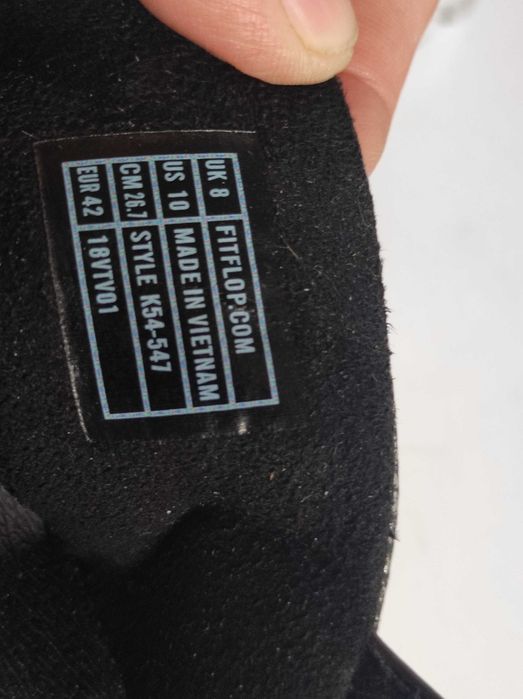 UK 8 FITFLOP.COM
US 10 MADE IN VIETNAM
CM 26.7 STYLE K54-547
EUR 42 18VTV01